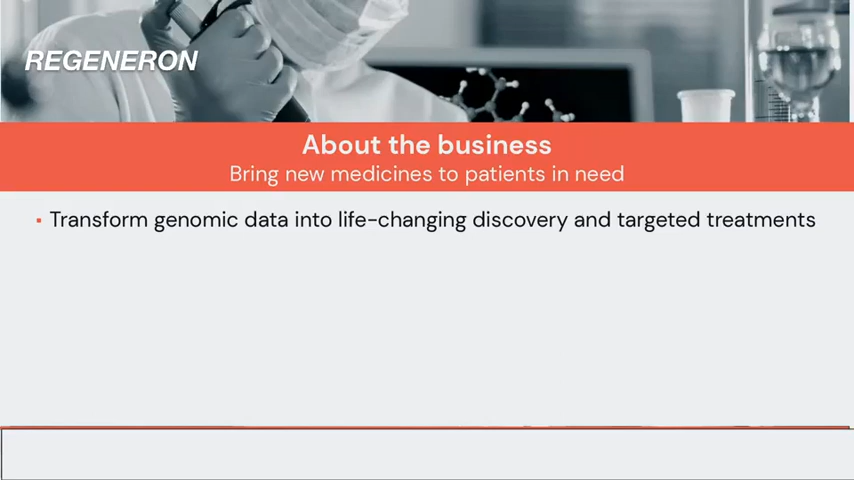 REGENERON
About the business
Bring new medicines to patients in need
▪ Transform genomic data into life-changing discovery and targeted treatments